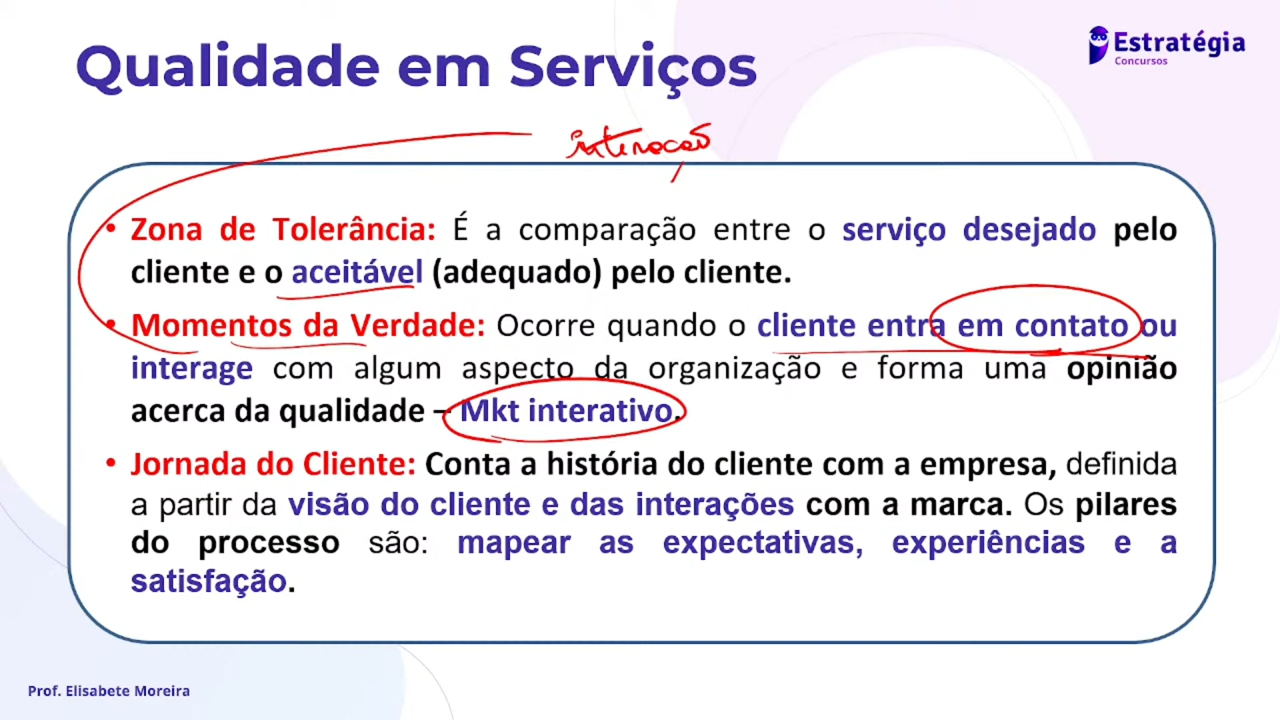 Qualidade em Serviços
Estratégia
Concursos
interação
• Zona de Tolerância: É a comparação entre o serviço desejado pelo
cliente e o aceitável (adequado) pelo cliente.
• Momentos da Verdade: Ocorre quando o cliente entra em contato ou
interage com algum aspecto da organização e forma uma opinião
acerca da qualidade – Mkt interativo.
• Jornada do Cliente: Conta a história do cliente com a empresa, definida
a partir da visão do cliente e das interações com a marca. Os pilares
do processo são: mapear as expectativas, experiências e a
satisfação.
Prof. Elisabete Moreira